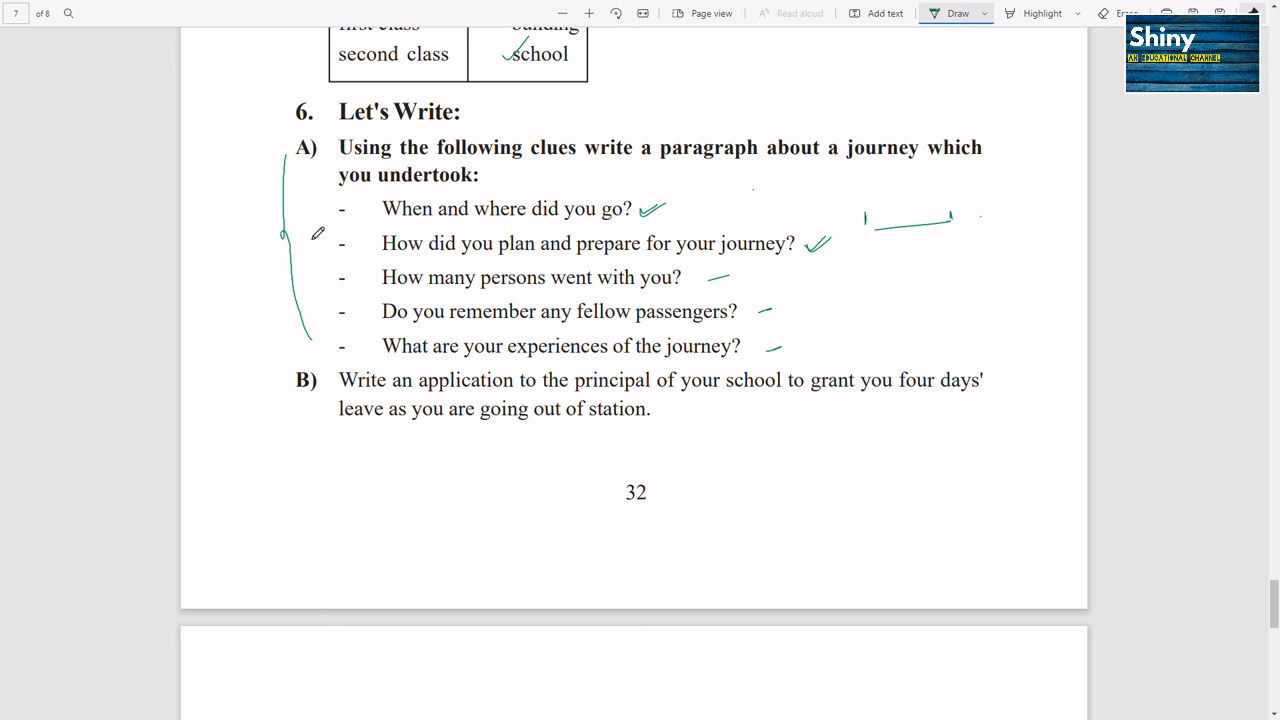 7 of 8 Page view Read aloud Add text Draw Highlight
Shiny
AN EDUCATIONAL CHANNEL
second class school
6. Let's Write:
A) Using the following clues write a paragraph about a journey which
you undertook:
- When and where did you go?
- How did you plan and prepare for your journey?
- How many persons went with you?
- Do you remember any fellow passengers?
- What are your experiences of the journey?
B) Write an application to the principal of your school to grant you four days'
leave as you are going out of station.
32